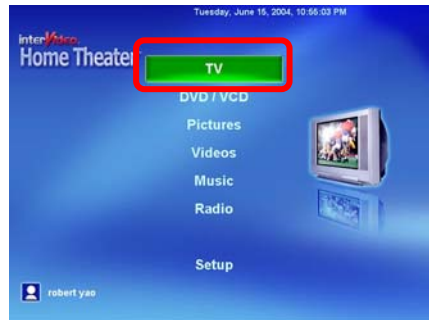 Tuesday, June 15, 2004, 10:55:03 PM
InterVideo.
Home Theater
TV
DVD / VCD
Pictures
Videos
Music
Radio
Setup
robert yao